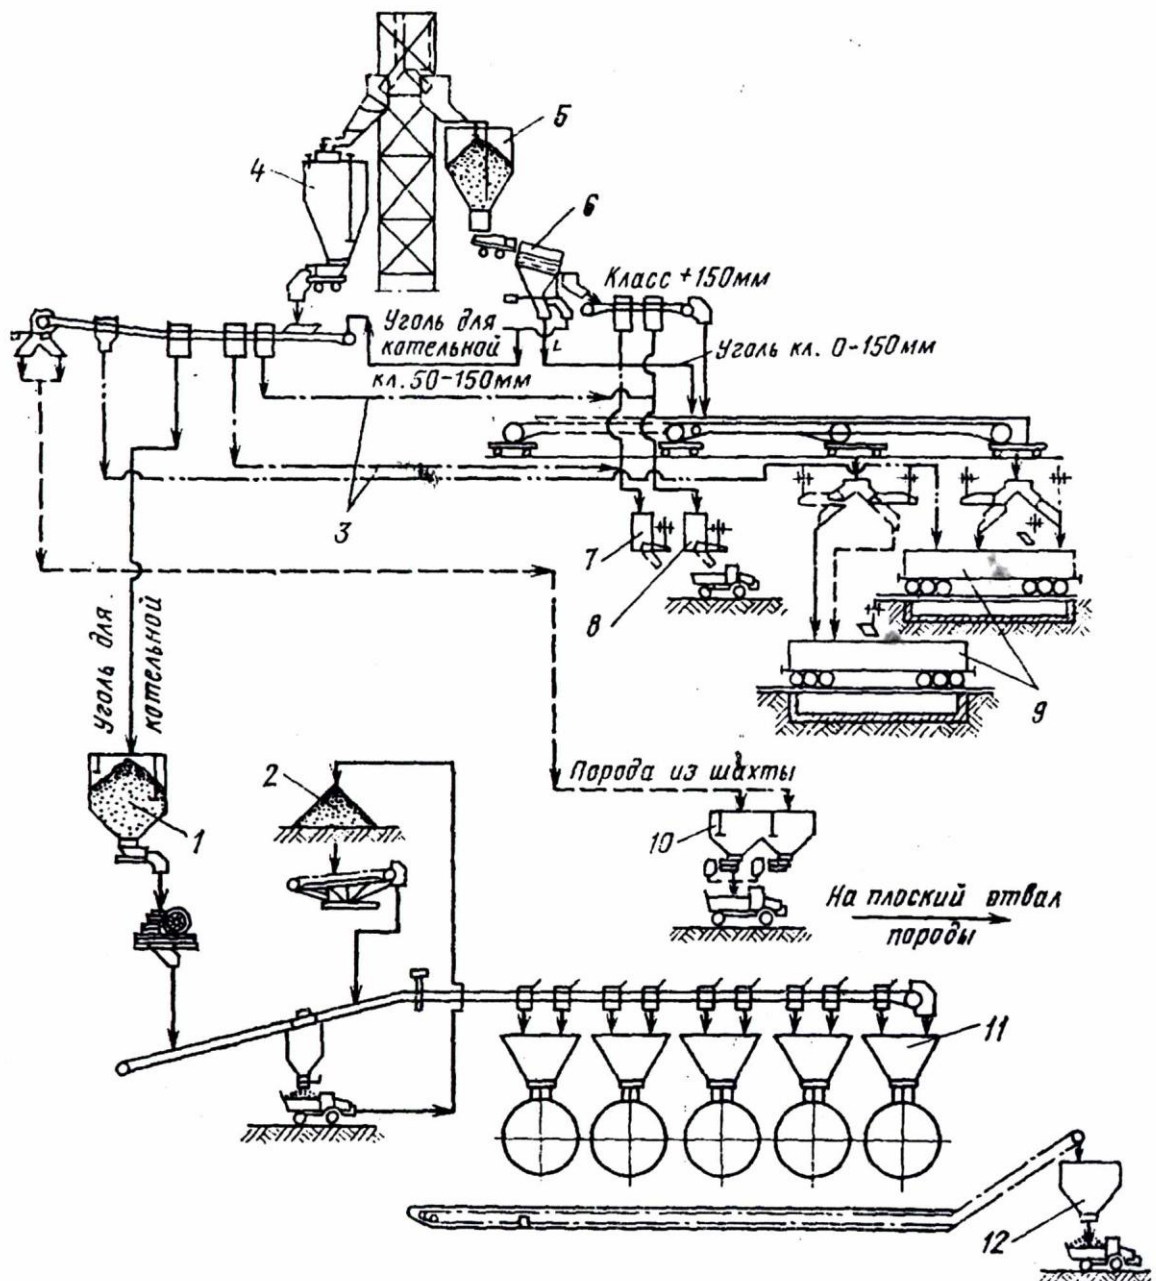 5
4
6
Класс +150мм
Уголь для
котельной
Уголь кл. 0-150мм
кл. 50-150мм
3
7
8
9
Уголь для
котельной
2
1
Порода из шахты
10
На плоский отвал
породы
11
12